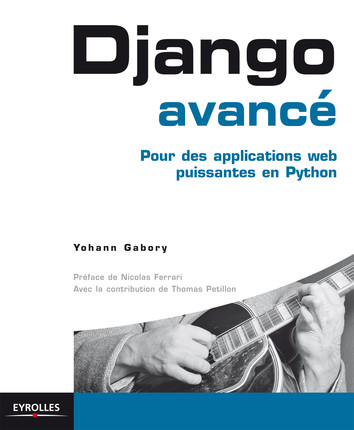 Django
avancé
Pour des applications web
puissantes en Python
Yohann Gabory
Préface de Nicolas Ferrari
Avec la contribution de Thomas Petillon
EYROLLES